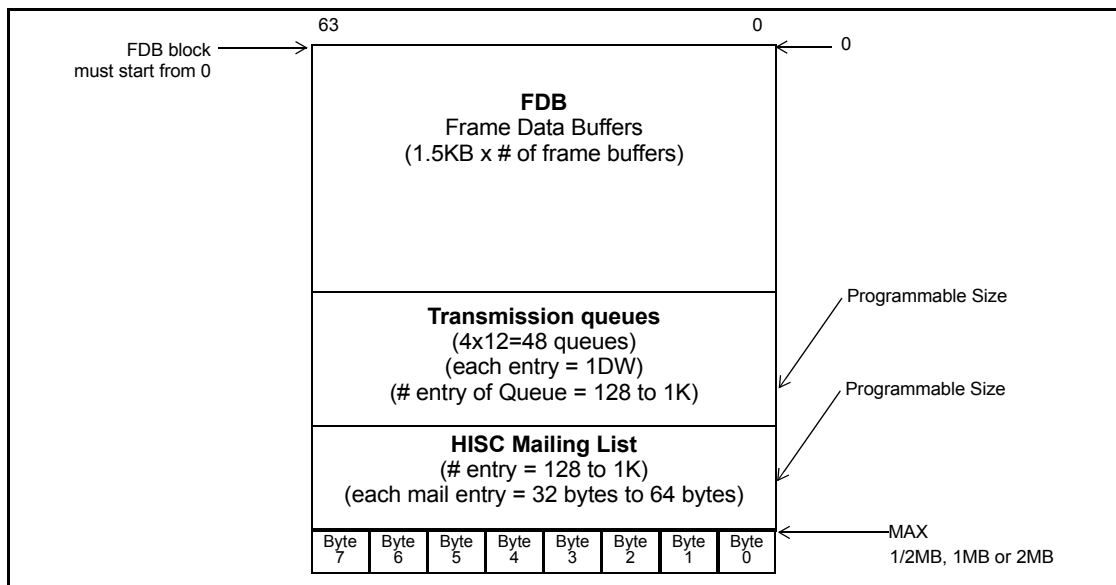 63
0
FDB block
must start from 0
0
FDB
Frame Data Buffers
(1.5KB x # of frame buffers)
Programmable Size
Transmission queues
(4x12=48 queues)
(each entry = 1DW)
(# entry of Queue = 128 to 1K)
Programmable Size
HISC Mailing List
(# entry = 128 to 1K)
(each mail entry = 32 bytes to 64 bytes)
MAX
1/2MB, 1MB or 2MB
Byte 7
Byte 6
Byte 5
Byte 4
Byte 3
Byte 2
Byte 1
Byte 0